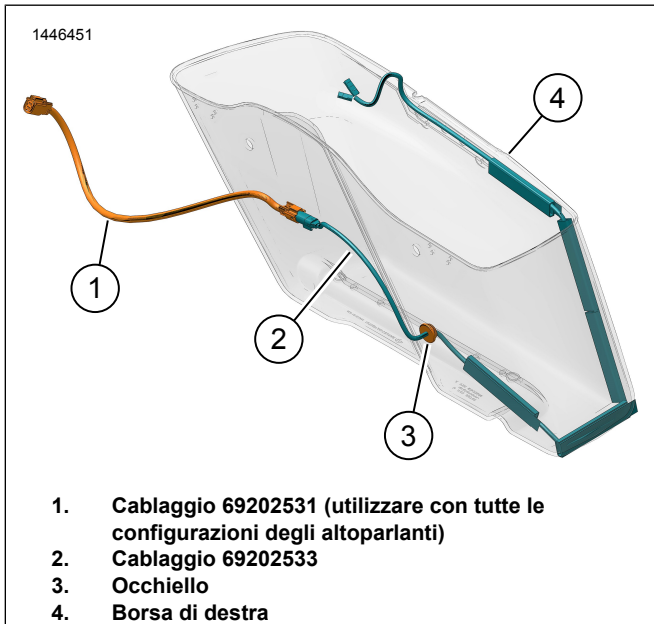 1446451
4
1
2
3
1. Cablaggio 69202531 (utilizzare con tutte le
configurazioni degli altoparlanti)
2. Cablaggio 69202533
3. Occhiello
4. Borsa di destra